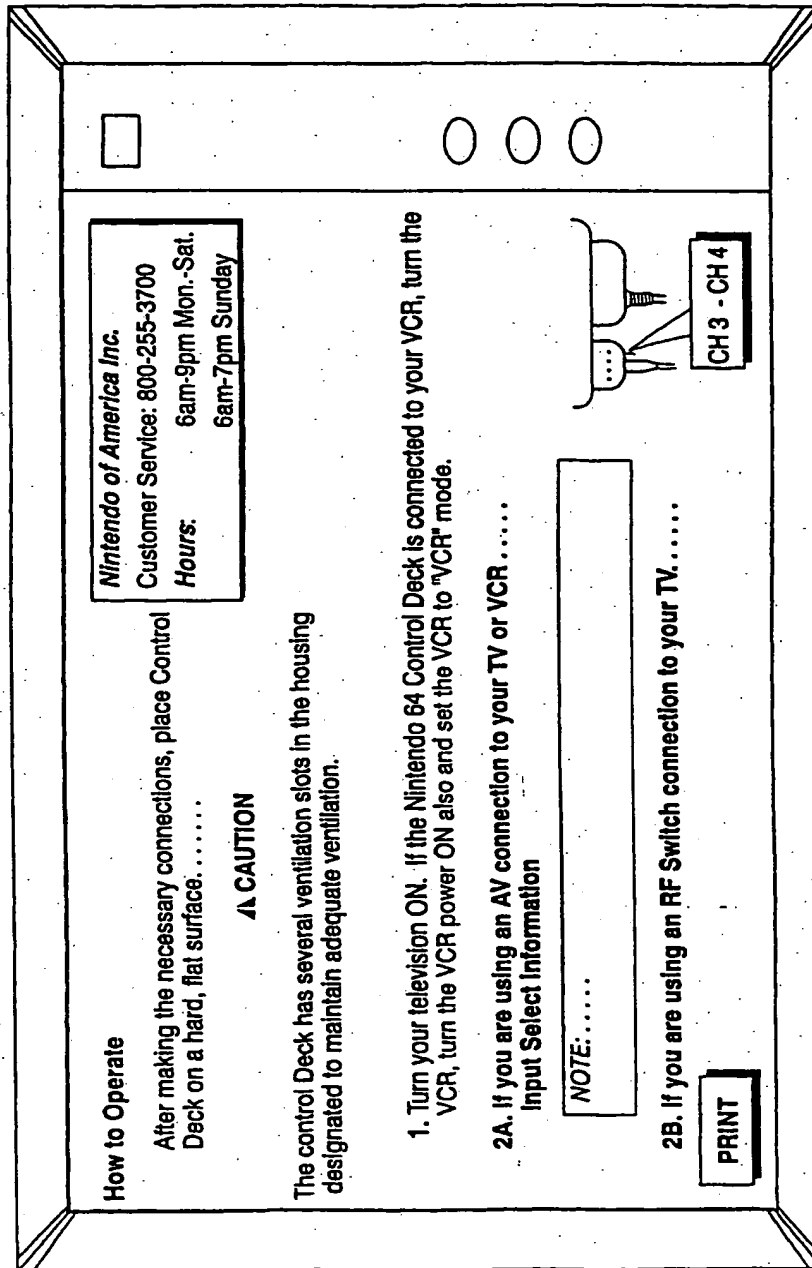 How to Operate
Nintendo of America Inc.
Customer Service: 800-255-3700
Hours: 6am-9pm Mon.-Sat.
6am-7pm Sunday
After making the necessary connections, place Control
Deck on a hard, flat surface.......
CAUTION
The control Deck has several ventilation slots in the housing
designated to maintain adequate ventilation.
1. Turn your television ON. If the Nintendo 64 Control Deck is connected to your VCR, turn the
VCR, turn the VCR power ON also and set the VCR to "VCR" mode.
2A. If you are using an AV connection to your TV or VCR.....
Input Select Information
NOTE:.....
2B. If you are using an RF Switch connection to your TV......
CH 3 - CH 4
PRINT